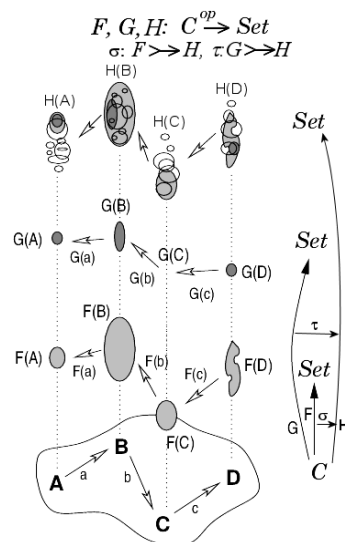 F, G, H: C^op → Set
σ: F >→ H, τ: G >→ H
H(B)
H(A) H(D)
H(C)
Set
G(B)
G(A) G(C) G(D)
G(a) G(b) G(c)
Set
F(B)
τ
F(A) F(b) F(c) F(D)
F(a)
Set
F(C)
G F σ H
B
A a b D
c
C
C